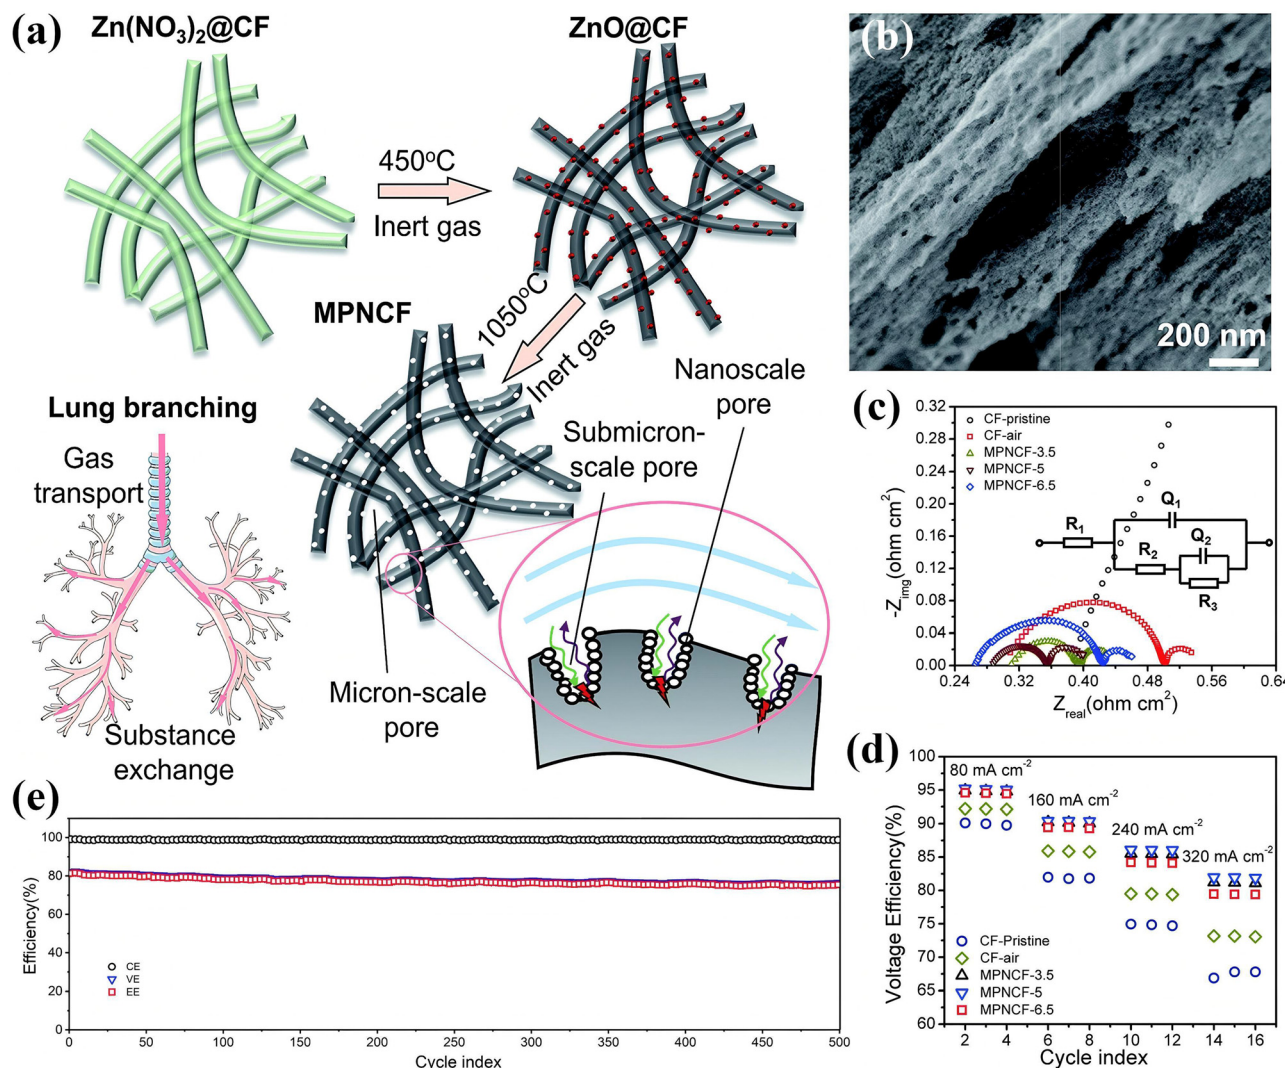 (a)
Zn(NO₃)₂@CF
ZnO@CF
450°C
Inert gas
1050°C
Inert gas
MPNCF
Lung branching
Gas
transport
Substance
exchange
Submicron-
scale pore
Nanoscale
pore
Micron-scale
pore
(b)
200 nm
(c)
-Z_img(ohm cm²)
0.32
0.28
0.24
0.20
0.16
0.12
0.08
0.04
0.00
CF-pristine
CF-air
MPNCF-3.5
MPNCF-5
MPNCF-6.5
R₁
Q₁
R₂
Q₂
R₃
0.24 0.32 0.40 0.48 0.56 0.64
Z_real(ohm cm²)
(d)
Voltage Efficiency(%)
100
95
90
85
80
75
70
65
60
80 mA cm⁻²
160 mA cm⁻²
240 mA cm⁻²
320 mA cm⁻²
CF-Pristine
CF-air
MPNCF-3.5
MPNCF-5
MPNCF-6.5
2 4 6 8 10 12 14 16
Cycle index
(e)
Efficiency(%)
100
80
60
40
20
0
CE
VE
EE
0 50 100 150 200 250 300 350 400 450 500
Cycle index